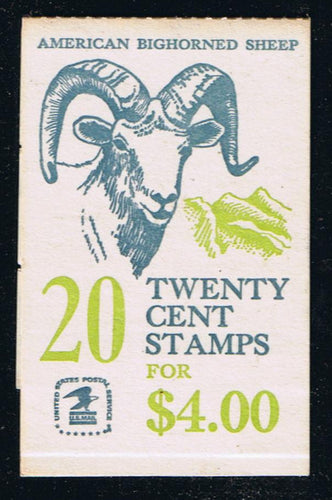 AMERICAN BIGHORNED SHEEP
20
TWENTY
CENT
STAMPS
FOR
$4.00
UNITED STATES POSTAL SERVICE
U.S.MAIL